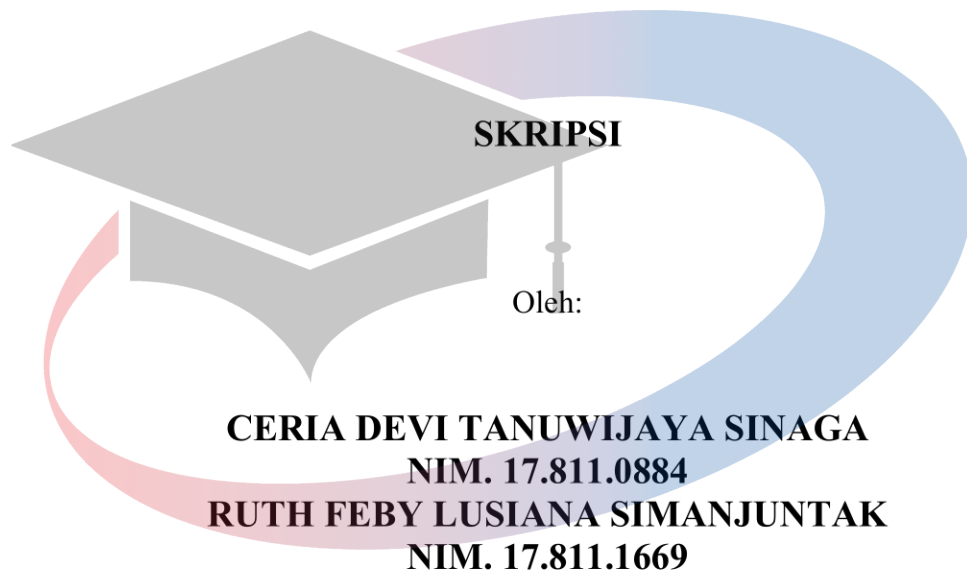 SKRIPSI
Oleh:
CERIA DEVI TANUWIJAYA SINAGA
NIM. 17.811.0884
RUTH FEBY LUSIANA SIMANJUNTAK
NIM. 17.811.1669